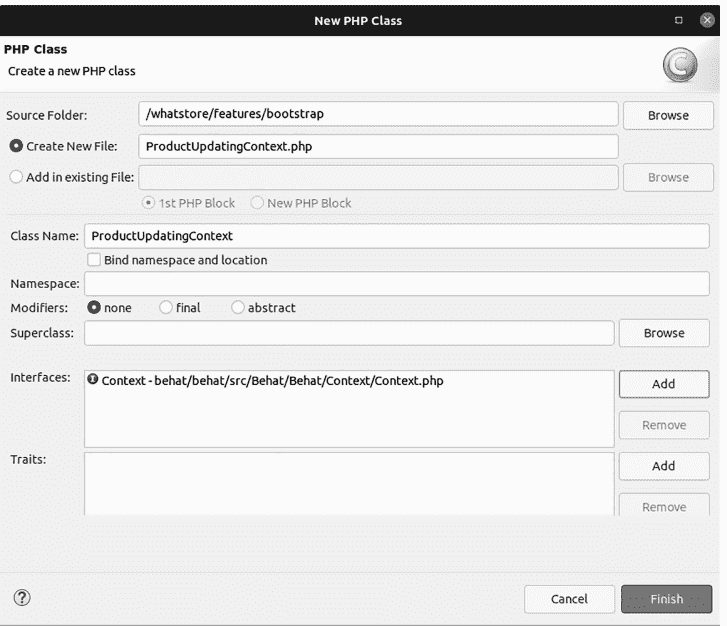 New PHP Class
PHP Class
Create a new PHP class
Source Folder: /whatstore/features/bootstrap Browse
Create New File: ProductUpdatingContext.php
Add in existing File: Browse
1st PHP Block New PHP Block
Class Name: ProductUpdatingContext
Bind namespace and location
Namespace:
Modifiers: none final abstract
Superclass: Browse
Interfaces: Context - behat/behat/src/Behat/Behat/Context/Context.php Add
Remove
Traits: Add
Remove
Cancel Finish